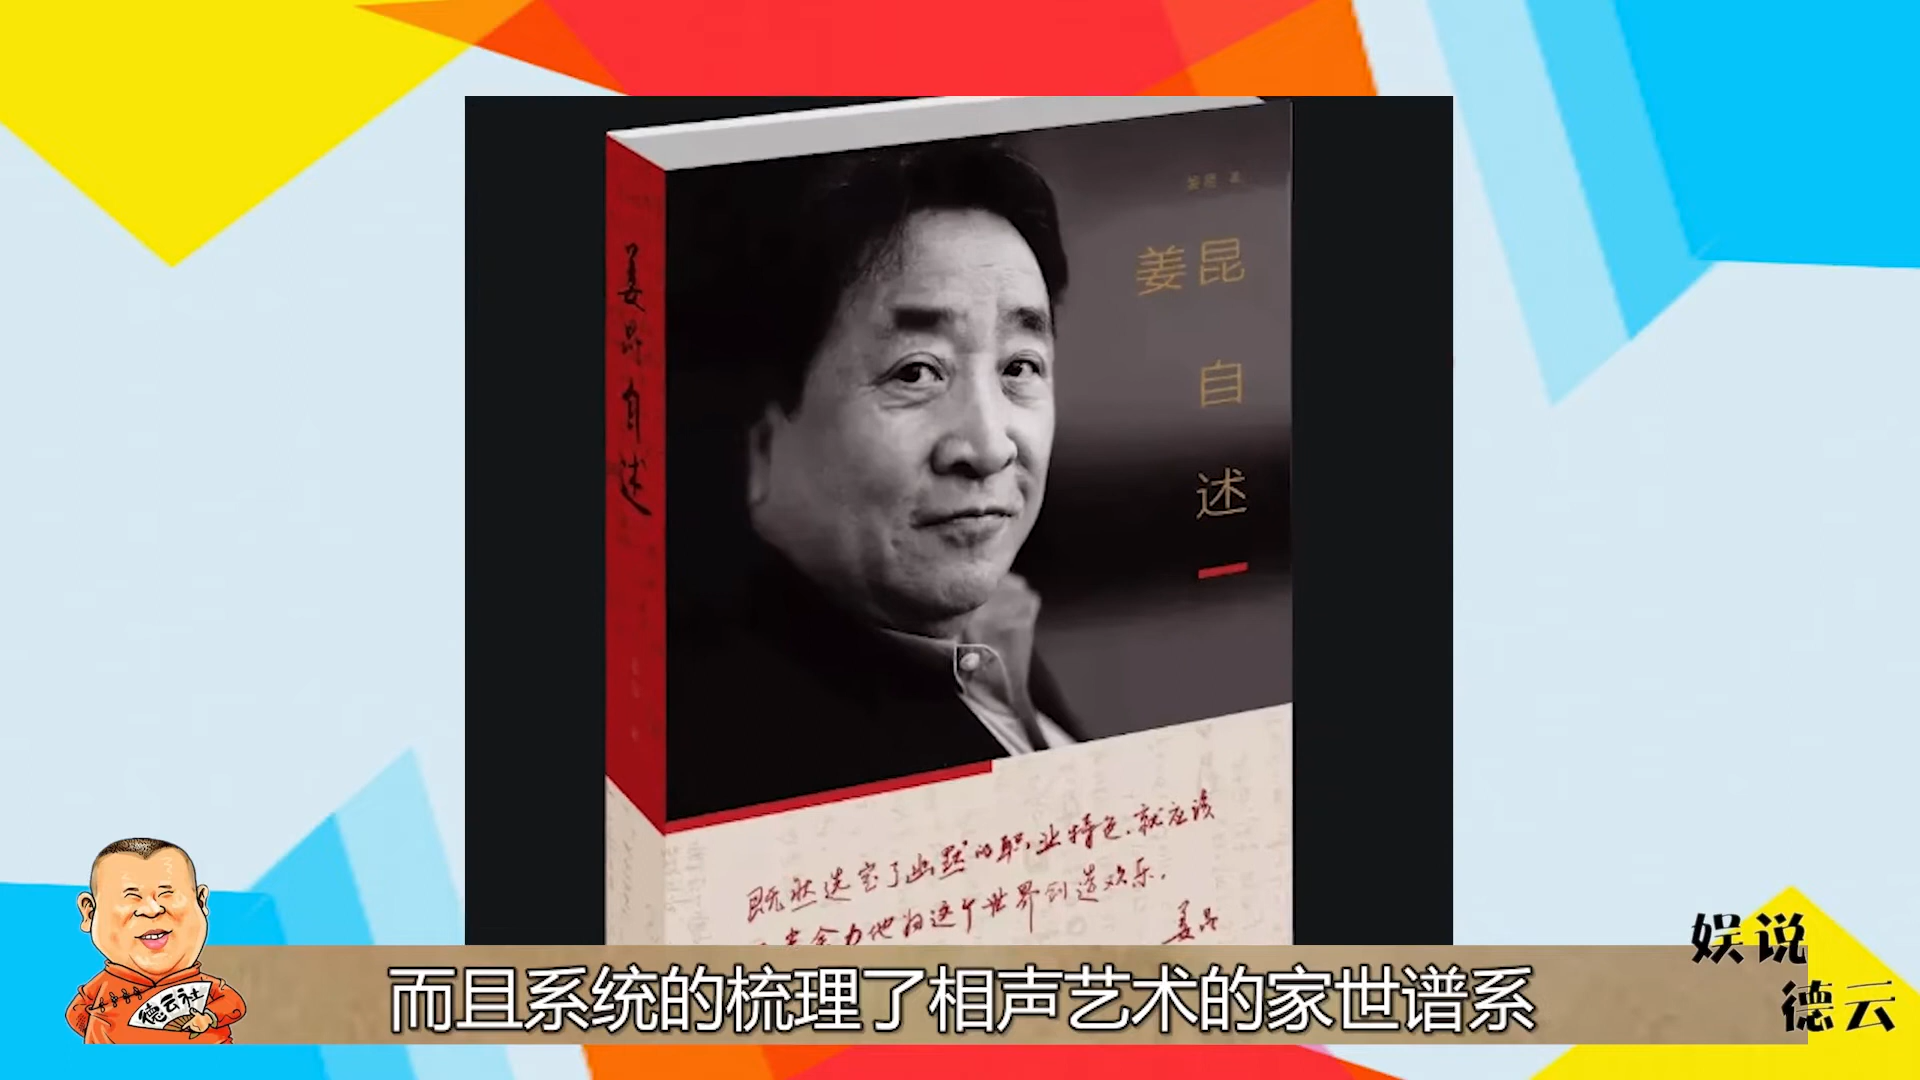 姜昆 著
姜昆
自
述
姜昆自述
既然选定了幽默的职业特色,就应该
全力地为这个世界创造欢乐。
姜昆
德云社
而且系统的梳理了相声艺术的家世谱系
娱说
德云